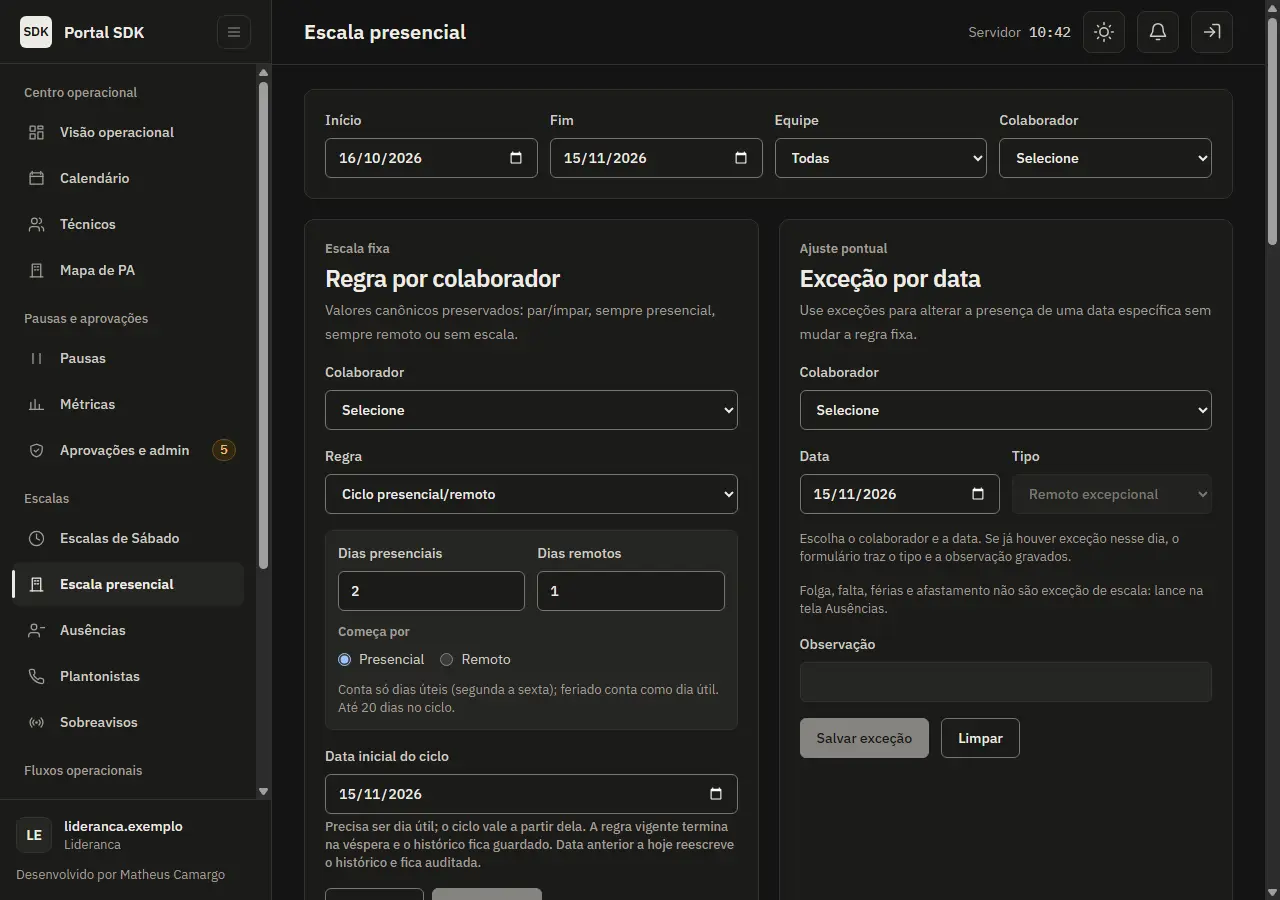 SDK
Portal SDK
Centro operacional
Visão operacional
Calendário
Técnicos
Mapa de PA
Pausas e aprovações
Pausas
Métricas
Aprovações e admin
5
Escalas
Escalas de Sábado
Escala presencial
Ausências
Plantonistas
Sobreavisos
Fluxos operacionais
LE
lideranca.exemplo
Lideranca
Desenvolvido por Matheus Camargo
Escala presencial
Servidor 10:42
Início
Fim
Equipe
Colaborador
16/10/2026
15/11/2026
Todas
Selecione
Escala fixa
Regra por colaborador
Valores canônicos preservados: par/ímpar, sempre presencial,
sempre remoto ou sem escala.
Colaborador
Selecione
Regra
Ciclo presencial/remoto
Dias presenciais
Dias remotos
2
1
Começa por
Presencial
Remoto
Conta só dias úteis (segunda a sexta); feriado conta como dia útil.
Até 20 dias no ciclo.
Data inicial do ciclo
15/11/2026
Precisa ser dia útil; o ciclo vale a partir dela. A regra vigente termina
na véspera e o histórico fica guardado. Data anterior a hoje reescreve
o histórico e fica auditada.
Ajuste pontual
Exceção por data
Use exceções para alterar a presença de uma data específica sem
mudar a regra fixa.
Colaborador
Selecione
Data
Tipo
15/11/2026
Remoto excepcional
Escolha o colaborador e a data. Se já houver exceção nesse dia, o
formulário traz o tipo e a observação gravados.
Folga, falta, férias e afastamento não são exceção de escala: lance na
tela Ausências.
Observação
Salvar exceção
Limpar